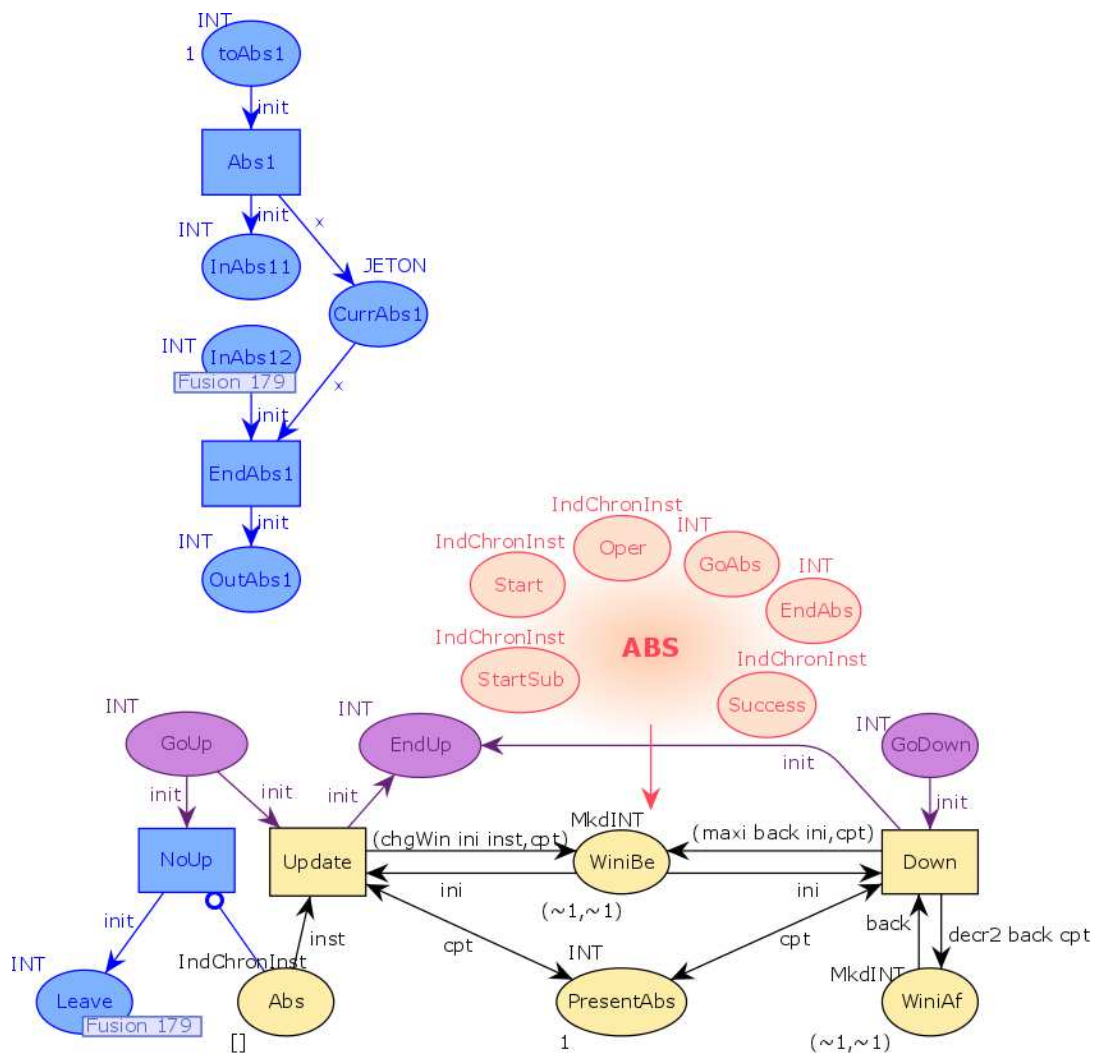 INT
1 toAbs1
init
Abs1
init
x
INT
InAbs11
JETON
CurrAbs1
INT
InAbs12
Fusion 179
x
init
EndAbs1
init
INT
OutAbs1
IndChronInst
Oper
INT
GoAbs
IndChronInst
Start
INT
EndAbs
ABS
IndChronInst
StartSub
IndChronInst
Success
INT
GoUp
INT
EndUp
INT
GoDown
init
init
init
init
init
NoUp
Update
(chgWin ini inst,cpt)
MkdINT
WiniBe
(maxi back ini,cpt)
Down
ini
ini
(~1,~1)
init
inst
cpt
cpt
back
decr2 back cpt
INT
Leave
Fusion 179
IndChronInst
Abs
[]
INT
PresentAbs
1
MkdINT
WiniAf
(~1,~1)